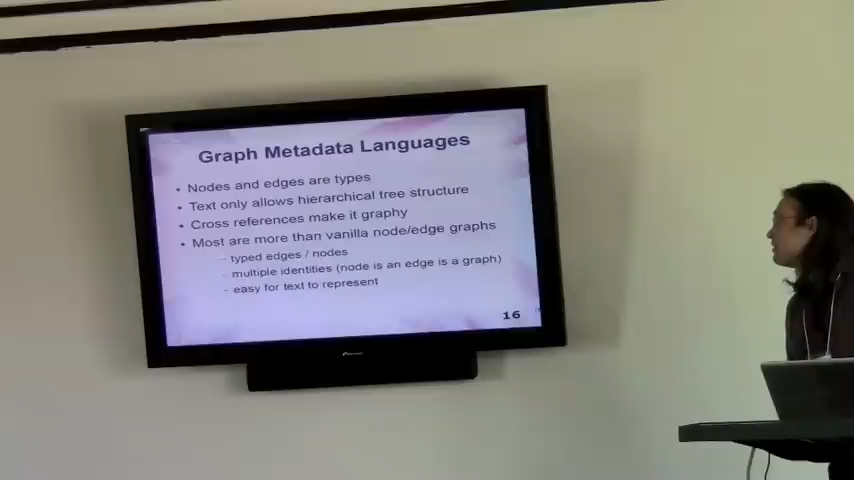 Graph Metadata Languages
• Nodes and edges are types
• Text only allows hierarchical tree structure
• Cross references make it graphy
• Most are more than vanilla node/edge graphs
- typed edges / nodes
- multiple identities (node is an edge is a graph)
- easy for text to represent
16